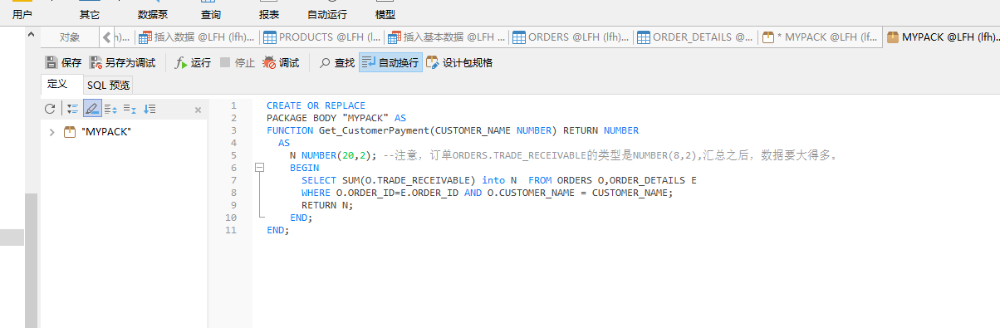 用户 其它 数据泵 查询 报表 自动运行 模型
对象 h)... 插入数据 @LFH (lfh) ... PRODUCTS @LFH (l... 插入基本数据 @LFH ... ORDERS @LFH (lfh)... ORDER_DETAILS @... * MYPACK @LFH (lf... MYPACK @LFH (lfh)...
保存 另存为调试 运行 停止 调试 查找 自动换行 设计包规格
定义 SQL 预览
"MYPACK"
1 CREATE OR REPLACE
2 PACKAGE BODY "MYPACK" AS
3 FUNCTION Get_CustomerPayment(CUSTOMER_NAME NUMBER) RETURN NUMBER
4 AS
5 N NUMBER(20,2); --注意，订单ORDERS.TRADE_RECEIVABLE的类型是NUMBER(8,2),汇总之后，数据要大得多。
6 BEGIN
7 SELECT SUM(O.TRADE_RECEIVABLE) into N  FROM ORDERS O,ORDER_DETAILS E
8 WHERE O.ORDER_ID=E.ORDER_ID AND O.CUSTOMER_NAME = CUSTOMER_NAME;
9 RETURN N;
10 END;
11 END;